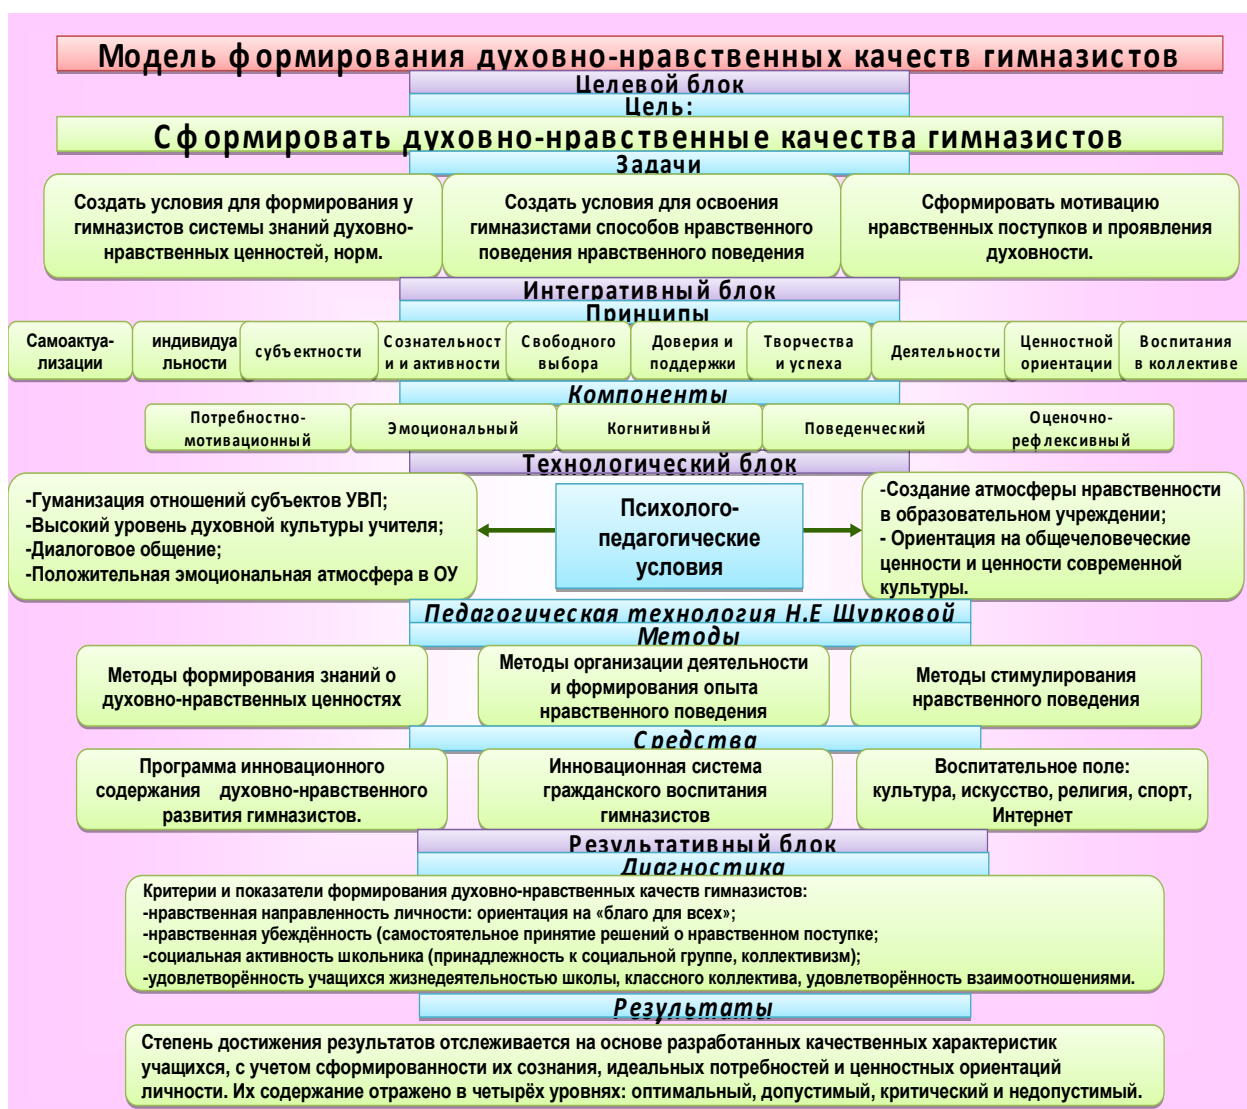 Модель формирования духовно-нравственных качеств гимназистов
Целевой блок
Цель:
Сформировать духовно-нравственные качества гимназистов
Задачи
Создать условия для формирования у
гимназистов системы знаний духовно-
нравственных ценностей, норм.
Создать условия для освоения
гимназистами способов нравственного
поведения нравственного поведения
Сформировать мотивацию
нравственных поступков и проявления
духовности.
Интегративный блок
Принципы
Самоактуа-
лизации
индивидуа
льности
субъектности
Сознательност
и и активности
Свободного
выбора
Доверия и
поддержки
Творчества
и успеха
Деятельности
Ценностной
ориентации
Воспитания
в коллективе
Компоненты
Потребностно-
мотивационный
Эмоциональный
Когнитивный
Поведенческий
Оценочно-
рефлексивный
Технологический блок
-Гуманизация отношений субъектов УВП;
-Высокий уровень духовной культуры учителя;
-Диалоговое общение;
-Положительная эмоциональная атмосфера в ОУ
Психолого-
педагогические
условия
-Создание атмосферы нравственности
в образовательном учреждении;
- Ориентация на общечеловеческие
ценности и ценности современной
культуры.
Педагогическая технология Н.Е Щурковой
Методы
Методы формирования знаний о
духовно-нравственных ценностях
Методы организации деятельности
и формирования опыта
нравственного поведения
Методы стимулирования
нравственного поведения
Средства
Программа инновационного
содержания духовно-нравственного
развития гимназистов.
Инновационная система
гражданского воспитания
гимназистов
Воспитательное поле:
культура, искусство, религия, спорт,
Интернет
Результативный блок
Диагностика
Критерии и показатели формирования духовно-нравственных качеств гимназистов:
-нравственная направленность личности: ориентация на «благо для всех»;
-нравственная убеждённость (самостоятельное принятие решений о нравственном поступке;
-социальная активность школьника (принадлежность к социальной группе, коллективизм);
-удовлетворённость учащихся жизнедеятельностью школы, классного коллектива, удовлетворённость взаимоотношениями.
Результаты
Степень достижения результатов отслеживается на основе разработанных качественных характеристик
учащихся, с учетом сформированности их сознания, идеальных потребностей и ценностных ориентаций
личности. Их содержание отражено в четырёх уровнях: оптимальный, допустимый, критический и недопустимый.